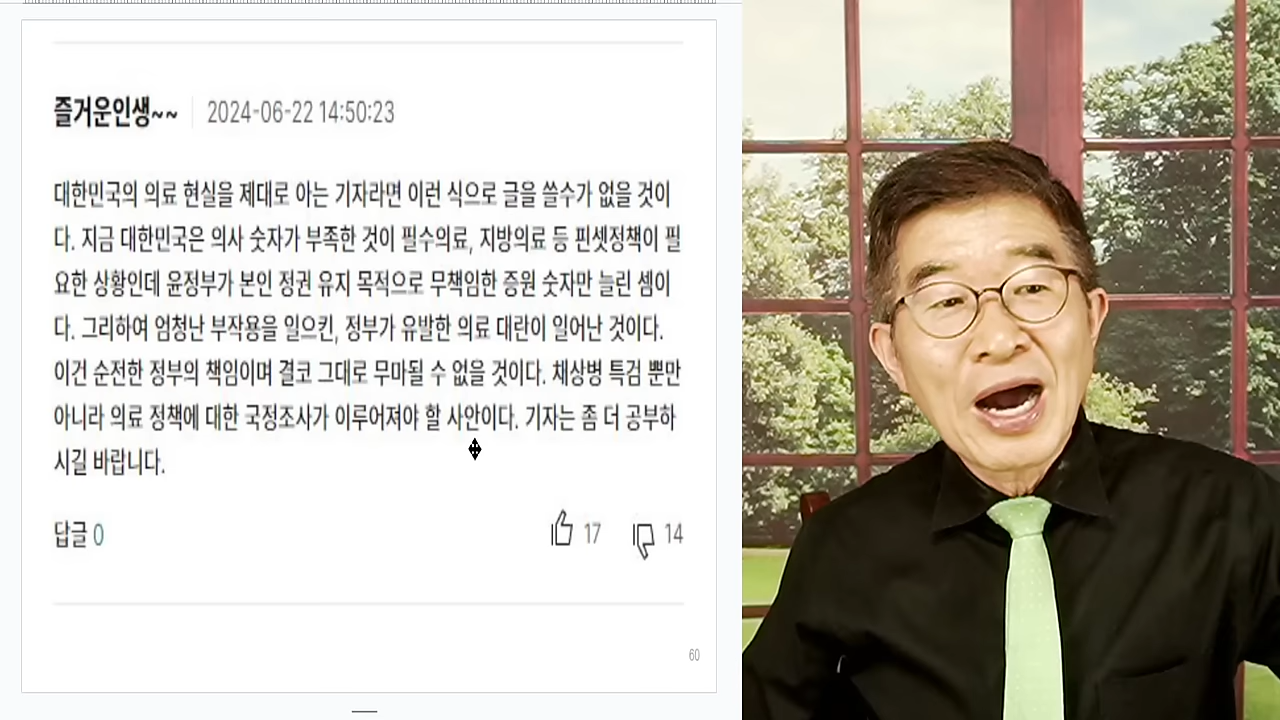 즐거운인생~~ 2024-06-22 14:50:23
대한민국의 의료 현실을 제대로 아는 기자라면 이런 식으로 글을 쓸수가 없을 것이
다. 지금 대한민국은 의사 숫자가 부족한 것이 필수의료, 지방의료 등 핀셋정책이 필
요한 상황인데 윤정부가 본인 정권 유지 목적으로 무책임한 증원 숫자만 늘린 셈이
다. 그리하여 엄청난 부작용을 일으킨, 정부가 유발한 의료 대란이 일어난 것이다.
이건 순전한 정부의 책임이며 결코 그대로 무마될 수 없을 것이다. 채상병 특검 뿐만
아니라 의료 정책에 대한 국정조사가 이루어져야 할 사안이다. 기자는 좀 더 공부하
시길 바랍니다.
답글 0 17 14
60